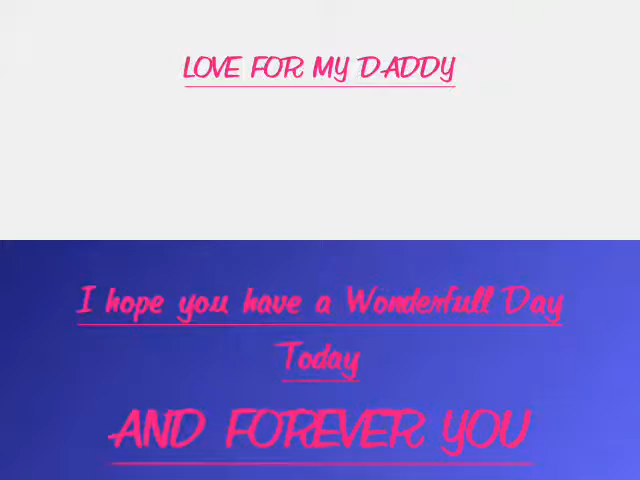 LOVE FOR MY DADDY
I hope you have a Wonderfull Day
Today
AND FOREVER YOU